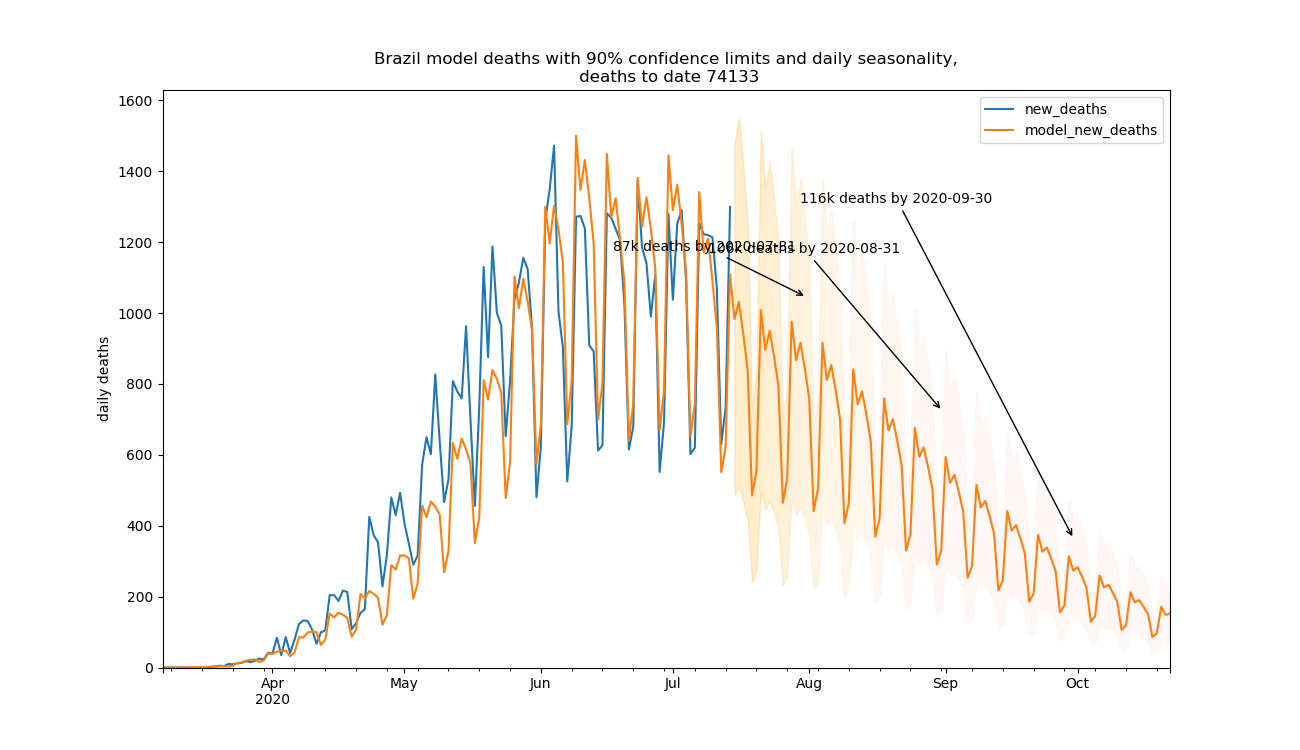 Brazil model deaths with 90% confidence limits and daily seasonality,
deaths to date 74133
1600
1400
1200
1000
800
600
400
200
0
daily deaths
new_deaths
model_new_deaths
116k deaths by 2020-09-30
87k deaths by 2020-07-31
106k deaths by 2020-08-31
Apr
2020
May
Jun
Jul
Aug
Sep
Oct